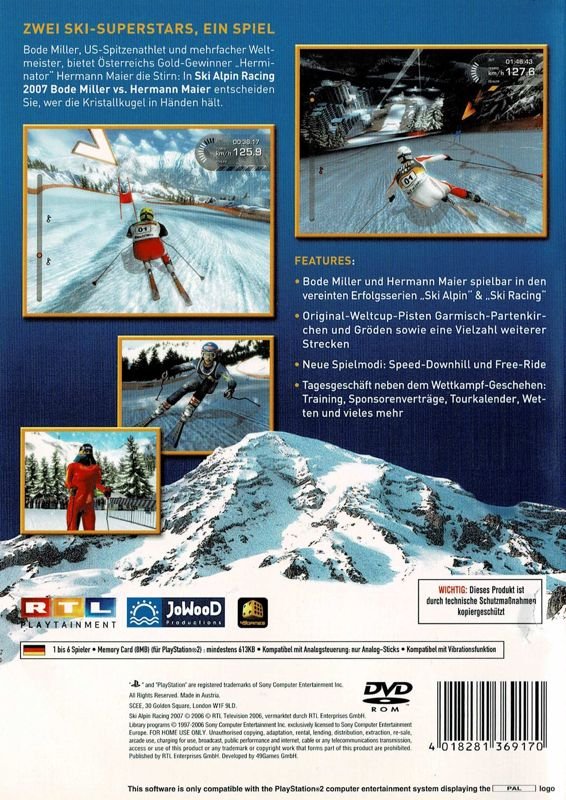 ZWEI SKI-SUPERSTARS, EIN SPIEL
Bode Miller, US-Spitzenathlet und mehrfacher Welt-
meister, bietet Österreichs Gold-Gewinner „Hermi-
nator" Hermann Maier die Stirn: In Ski Alpin Racing
2007 Bode Miller vs. Hermann Maier entscheiden
Sie, wer die Kristallkugel in Händen hält.
00:38.17
km/h 125.9
01
01:48:43
km/h 127.6
01
FEATURES:
• Bode Miller und Hermann Maier spielbar in den
vereinten Erfolgsserien „Ski Alpin" & „Ski Racing"
• Original-Weltcup-Pisten Garmisch-Partenkir-
chen und Gröden sowie eine Vielzahl weiterer
Strecken
• Neue Spielmodi: Speed-Downhill und Free-Ride
• Tagesgeschäft neben dem Wettkampf-Geschehen:
Training, Sponsorenverträge, Tourkalender, Wet-
ten und vieles mehr
WICHTIG: Dieses Produkt ist
durch technische Schutzmaßnahmen
kopiergeschützt
RTL
PLAYTAINMENT
JoWooD
Productions
49GAMES
1 bis 6 Spieler • Memory Card (8MB) (für PlayStation®2) : mindestens 613KB • Kompatibel mit Analogsteuerung: nur Analog-Sticks • Kompatibel mit Vibrationsfunktion
" " and "PlayStation" are registered trademarks of Sony Computer Entertainment Inc.
All Rights Reserved. Made in Austria.
SCEE, 30 Golden Square, London W1F 9LD.
Ski Alpin Racing 2007 © 2006 © RTL Television 2006, vermarktet durch RTL Enterprises GmbH.
Library programs © 1997-2006 Sony Computer Entertainment Inc. exclusively licensed to Sony Computer Entertainment
Europe. FOR HOME USE ONLY. Unauthorised copying, adaptation, rental, lending, distribution, extraction, re-sale,
arcade use, charging for use, broadcast, public performance and internet, cable or any telecommunications transmission,
access or use of this product or any trademark or copyright work that forms part of this product are prohibited.
Published by RTL Enterprises GmbH. Developed by 49Games GmbH.
DVD
ROM
4 018281 369170
This software is only compatible with the PlayStation®2 computer entertainment system displaying the PAL logo